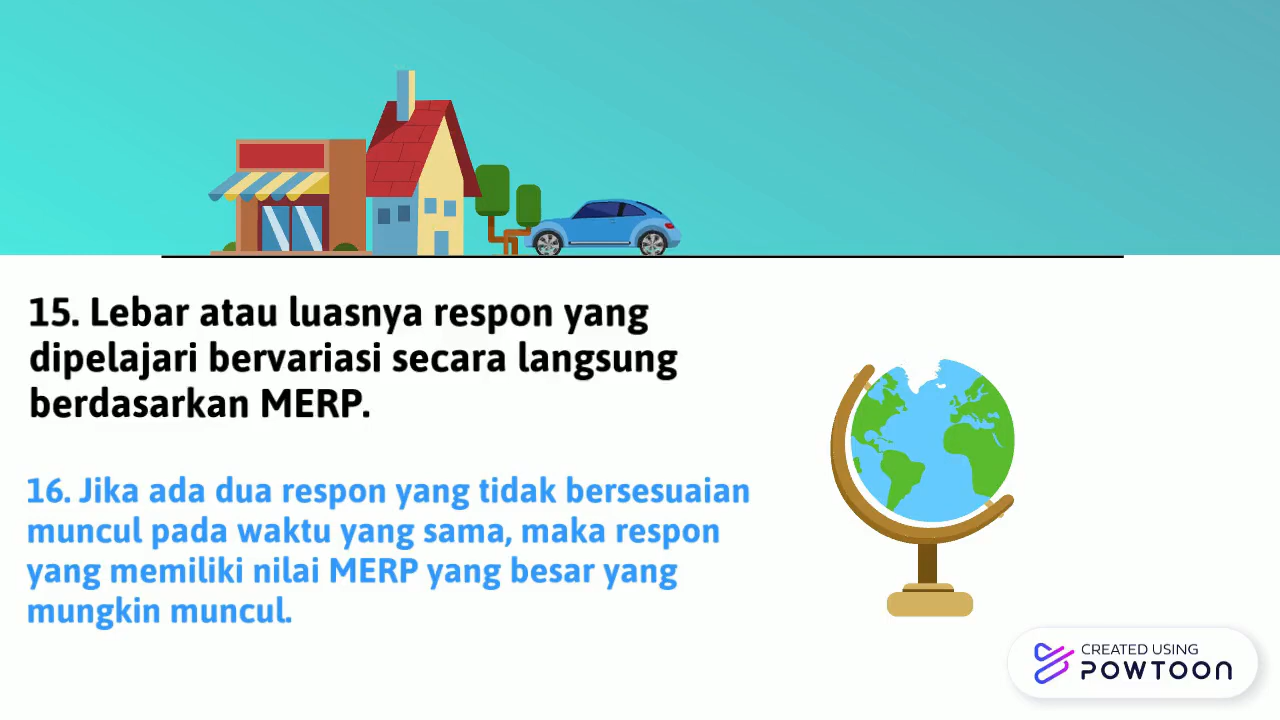 15. Lebar atau luasnya respon yang
dipelajari bervariasi secara langsung
berdasarkan MERP.
16. Jika ada dua respon yang tidak bersesuaian
muncul pada waktu yang sama, maka respon
yang memiliki nilai MERP yang besar yang
mungkin muncul.
CREATED USING
POWTOON